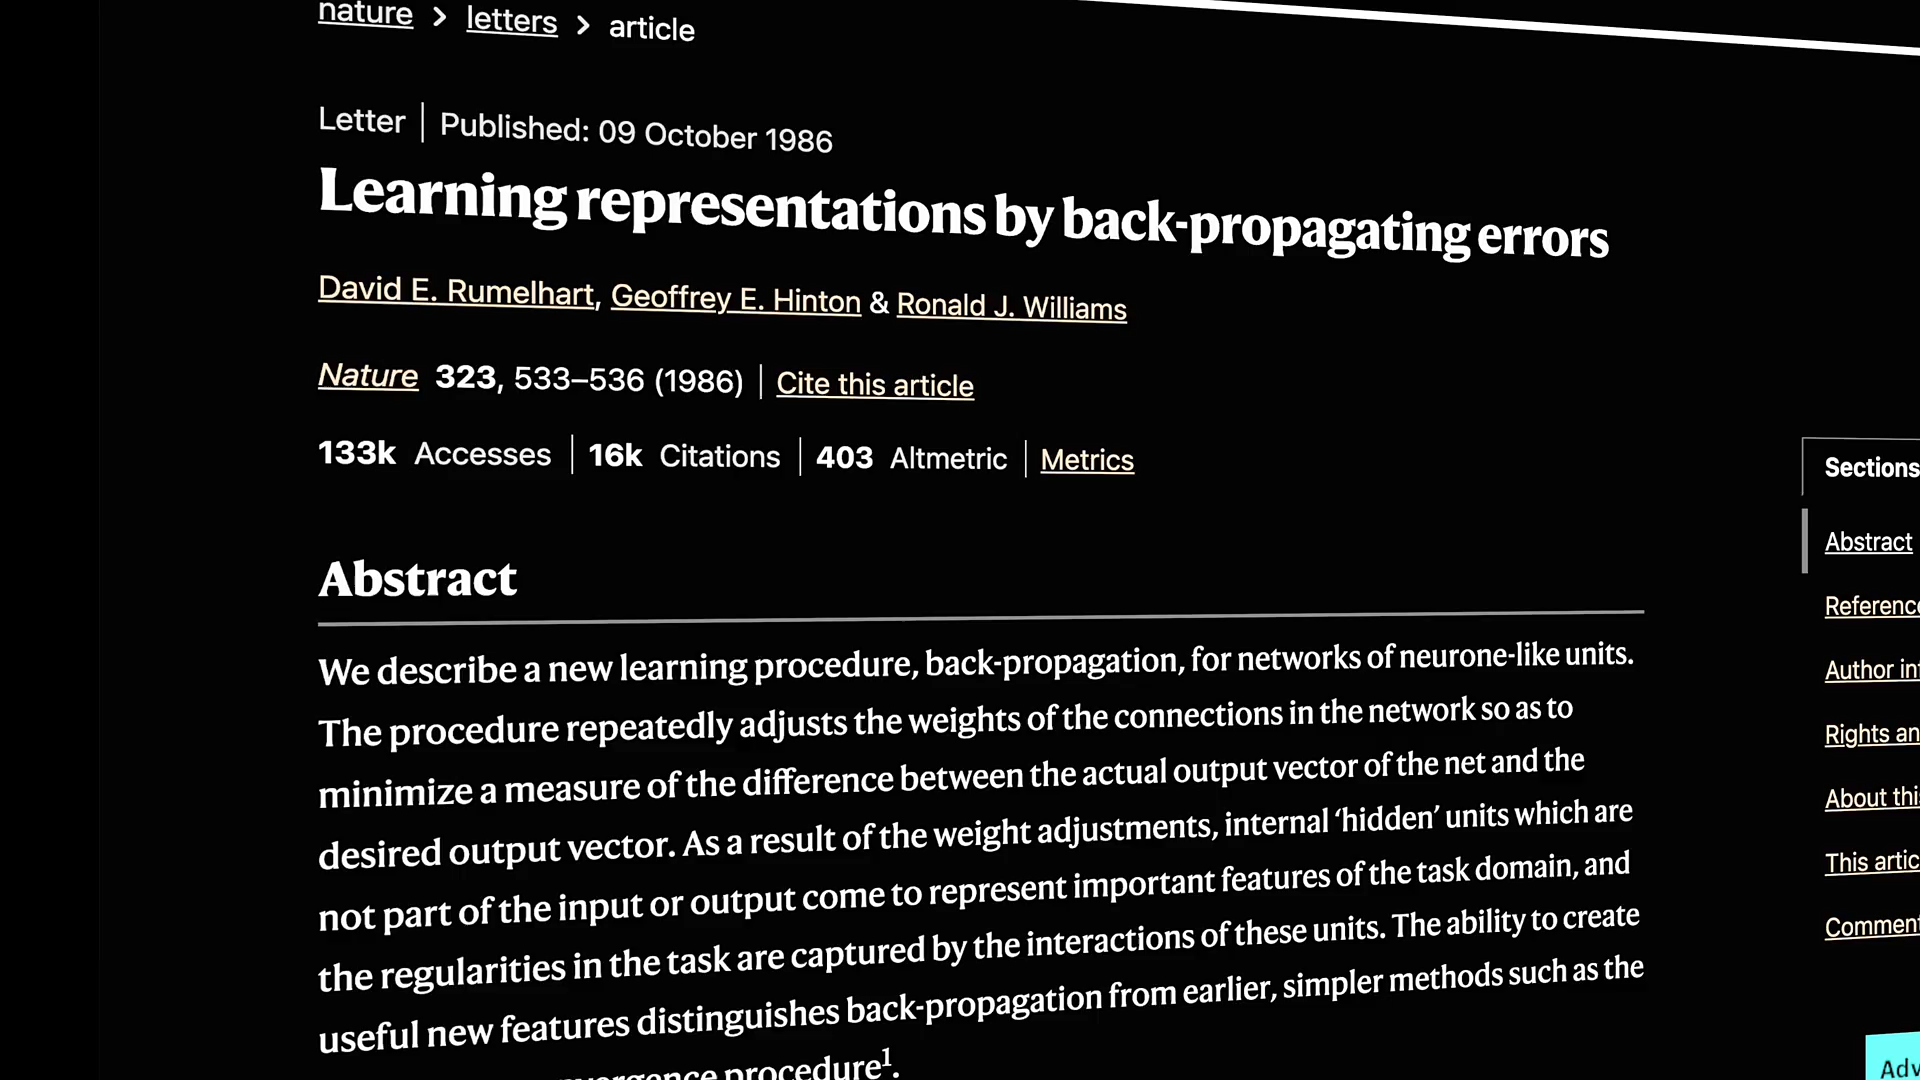 nature > letters > article
Letter | Published: 09 October 1986
Learning representations by back-propagating errors
David E. Rumelhart, Geoffrey E. Hinton & Ronald J. Williams
Nature 323, 533–536 (1986) | Cite this article
133k Accesses | 16k Citations | 403 Altmetric | Metrics
Abstract
We describe a new learning procedure, back-propagation, for networks of neurone-like units.
The procedure repeatedly adjusts the weights of the connections in the network so as to
minimize a measure of the difference between the actual output vector of the net and the
desired output vector. As a result of the weight adjustments, internal ‘hidden’ units which are
not part of the input or output come to represent important features of the task domain, and
the regularities in the task are captured by the interactions of these units. The ability to create
useful new features distinguishes back-propagation from earlier, simpler methods such as the
procedure1.
Sections
Abstract
Author
Rights
About